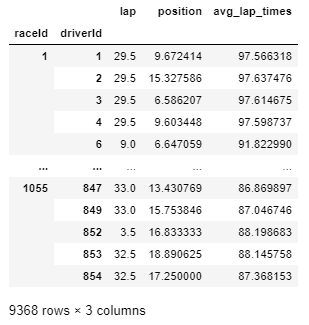 lap position avg_lap_times
raceId driverId
1 1 29.5 9.672414 97.566318
2 29.5 15.327586 97.637476
3 29.5 6.586207 97.614675
4 29.5 9.603448 97.598737
6 9.0 6.647059 91.822990
... ... ... ... ...
1055 847 33.0 13.430769 86.869897
849 33.0 15.753846 87.046746
852 3.5 16.833333 88.198683
853 32.5 18.890625 88.145758
854 32.5 17.250000 87.368153
9368 rows × 3 columns